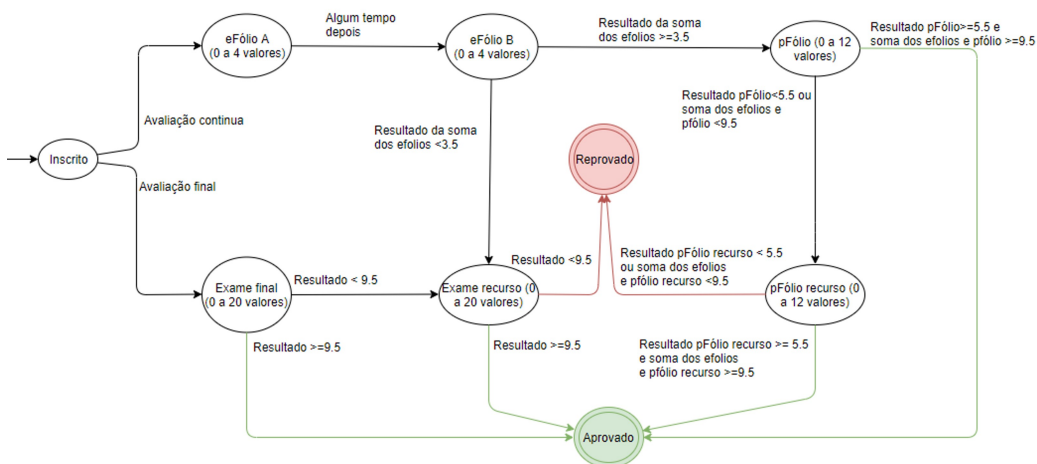 Algum tempo
depois
Resultado da soma
dos efolios >=3.5
Resultado pFólio>=5.5 e
soma dos efolios e pfólio >=9.5
eFólio A
(0 a 4 valores)
eFólio B
(0 a 4 valores)
pFólio (0 a 12
valores)
Resultado pFólio<5.5 ou
soma dos efolios e
pfólio <9.5
Avaliação continua
Resultado da soma
dos efolios <3.5
Inscrito
Reprovado
Avaliação final
Resultado <9.5
Resultado pFólio recurso < 5.5
ou soma dos efolios
e pfólio recurso <9.5
Exame final
(0 a 20 valores)
Resultado < 9.5
Exame recurso (0
a 20 valores)
pFólio recurso (0
a 12 valores)
Resultado >=9.5
Resultado >=9.5
Resultado pFólio recurso >= 5.5
e soma dos efolios
e pfólio recurso >=9.5
Aprovado